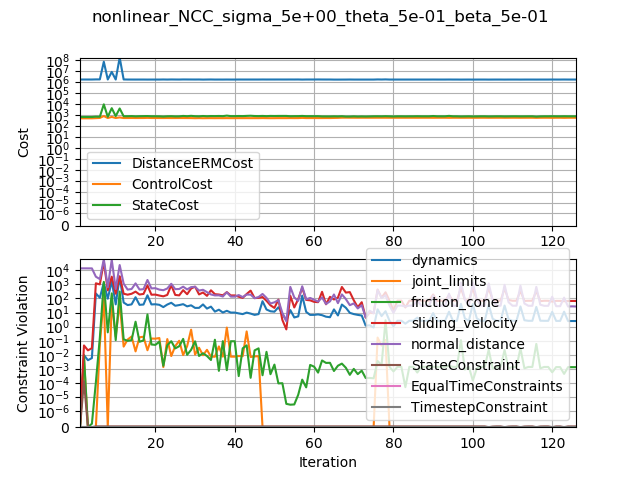 nonlinear_NCC_sigma_5e+00_theta_5e-01_beta_5e-01
Cost
10^8
10^7
10^6
10^5
10^4
10^3
10^2
10^1
10^0
10^-1
10^-2
10^-3
10^-4
10^-5
10^-6
0
DistanceERMCost
ControlCost
StateCost
20 40 60 80 100 120
Constraint Violation
10^4
10^3
10^2
10^1
10^0
10^-1
10^-2
10^-3
10^-4
10^-5
10^-6
0
dynamics
joint_limits
friction_cone
sliding_velocity
normal_distance
StateConstraint
EqualTimeConstraints
TimestepConstraint
20 40 60 80 100 120
Iteration